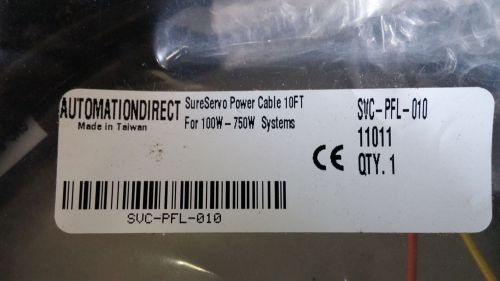 AUTOMATIONDIRECT
Made in Taiwan
SureServo Power Cable 10FT
For 100W-750W Systems
SVC-PFL-010
11011
CE QTY. 1
SVC-PFL-010